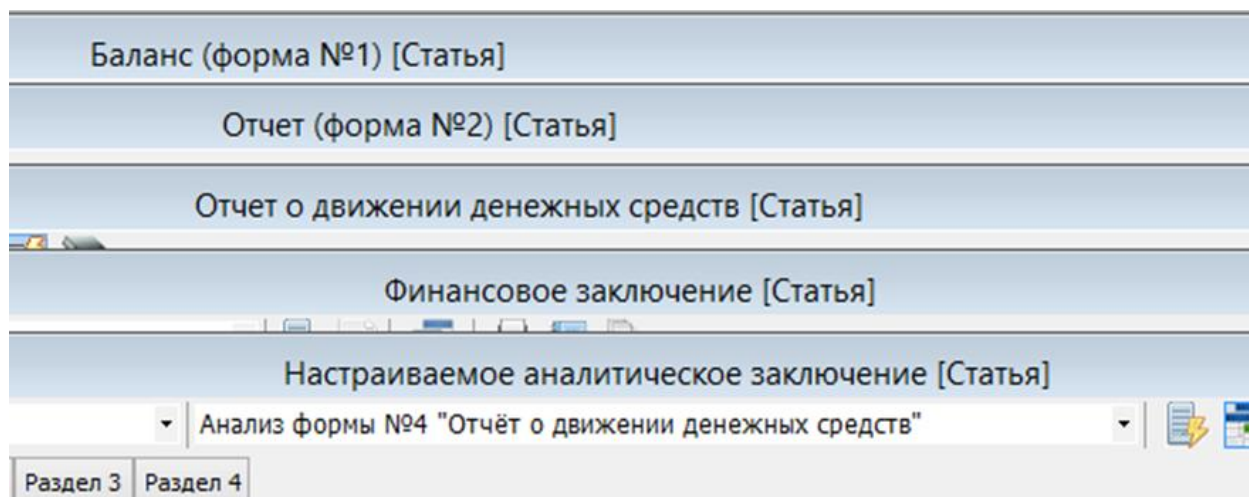 Баланс (форма №1) [Статья]
Отчет (форма №2) [Статья]
Отчет о движении денежных средств [Статья]
Финансовое заключение [Статья]
Настраиваемое аналитическое заключение [Статья]
Анализ формы №4 "Отчёт о движении денежных средств"
Раздел 3 Раздел 4